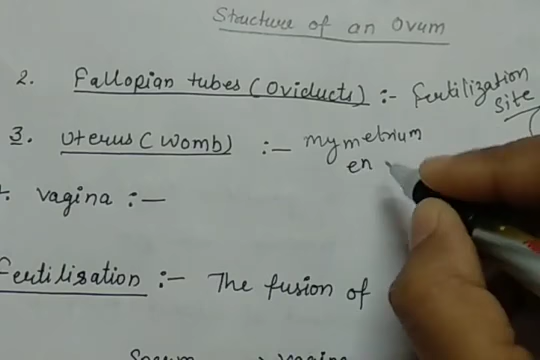 Structure of an Ovum
2. Fallopian tubes (Oviducts) :- Fertilization
site
3. Uterus (Womb) :- mymetrium
en
vagina :-
Fertilisation :- The fusion of